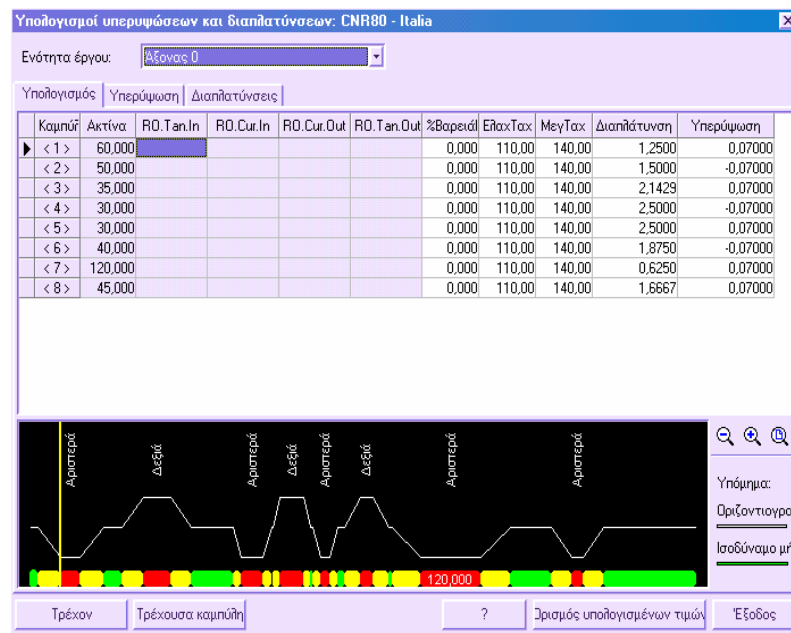 Υπολογισμοί υπερυψώσεων και διαπλατύνσεων: CNR80 - Italia
Ενότητα έργου: Άξονας 0
Υπολογισμός Υπερύψωση Διαπλατύνσεις
Καμπύλ Ακτίνα RO.Tan.In RO.Cur.In RO.Cur.Out RO.Tan.Out %Βαρειάl ΕλαχΤαχ ΜεγΤαχ Διαπλάτυνση Υπερύψωση
<1> 60,000 0,000 110,00 140,00 1,2500 0,07000
<2> 50,000 0,000 110,00 140,00 1,5000 -0,07000
<3> 35,000 0,000 110,00 140,00 2,1429 0,07000
<4> 30,000 0,000 110,00 140,00 2,5000 -0,07000
<5> 30,000 0,000 110,00 140,00 2,5000 0,07000
<6> 40,000 0,000 110,00 140,00 1,8750 -0,07000
<7> 120,000 0,000 110,00 140,00 0,6250 0,07000
<8> 45,000 0,000 110,00 140,00 1,6667 0,07000
Αριστερά Δεξιά Αριστερά Δεξιά Αριστερά Δεξιά Αριστερά Αριστερά
120,000
Υπόμημα:
Οριζοντιογρα
Ισοδύναμο μή
Τρέχον Τρέχουσα καμπύλη ? Ορισμός υπολογισμένων τιμών Έξοδος